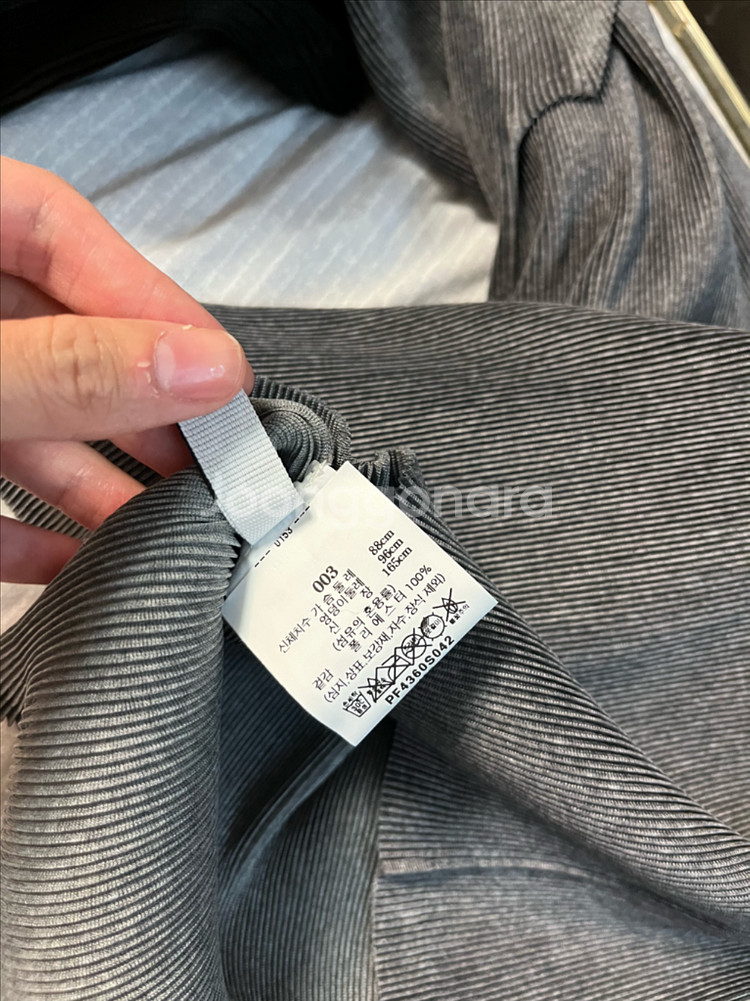 --- 0153 ---
003
신체치수 가슴둘레 88cm
엉덩이둘레 96cm
신 장 165cm
(섬유의 혼용률)
겉감 폴리에스터 100%
(심지,상표,보강재,자수,장식 제외)
PF4360S042